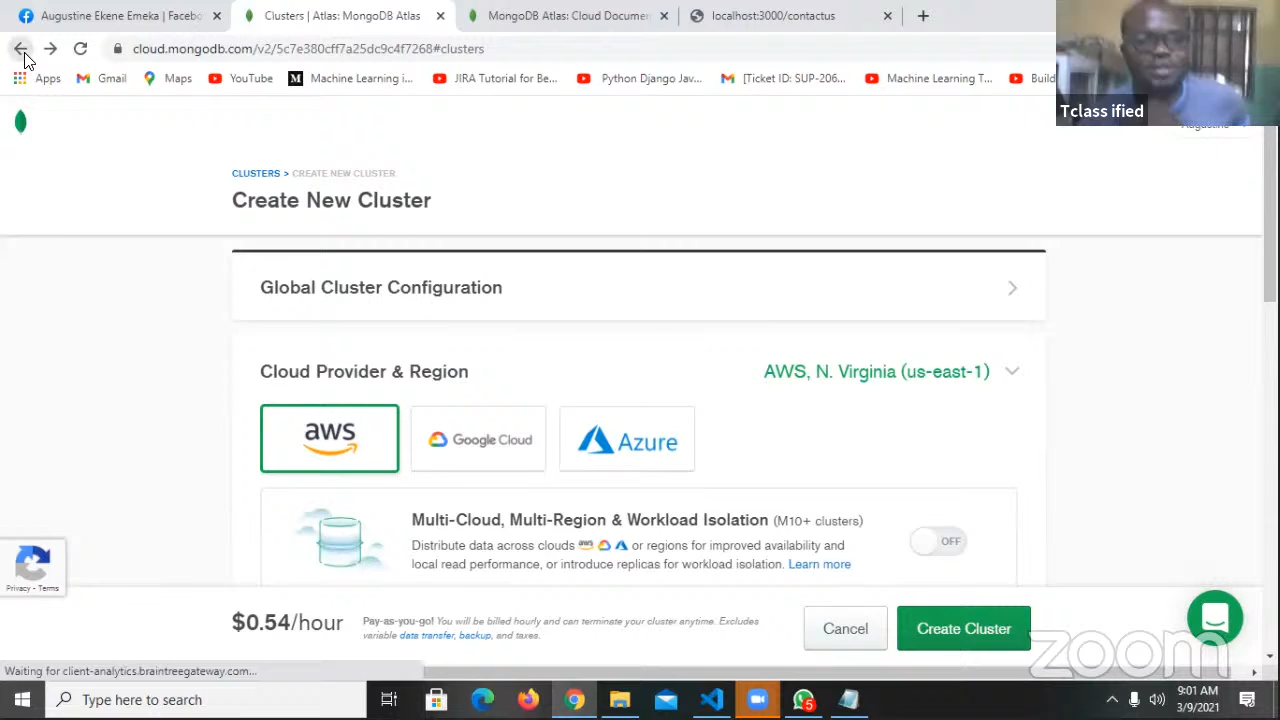 Augustine Ekene Emeka | Facebo
Clusters | Atlas: MongoDB Atlas
MongoDB Atlas: Cloud Documen
localhost:3000/contactus
cloud.mongodb.com/v2/5c7e380cff7a25dc9c4f7268#clusters
Apps
Gmail
Maps
YouTube
Machine Learning i...
JIRA Tutorial for Be...
Python Django Jav...
[Ticket ID: SUP-206...
Machine Learning T...
Build
Tclass ified
CLUSTERS > CREATE NEW CLUSTER
Create New Cluster
Global Cluster Configuration
Cloud Provider & Region
AWS, N. Virginia (us-east-1)
aws
Google Cloud
Azure
Multi-Cloud, Multi-Region & Workload Isolation (M10+ clusters)
OFF
Distribute data across clouds aws or regions for improved availability and
local read performance, or introduce replicas for workload isolation. Learn more
Privacy - Terms
$0.54/hour
Pay-as-you-go! You will be billed hourly and can terminate your cluster anytime. Excludes
variable data transfer, backup, and taxes.
Cancel
Create Cluster
zoom
Waiting for client-analytics.braintreegateway.com...
Type here to search
5
9:01 AM
3/9/2021